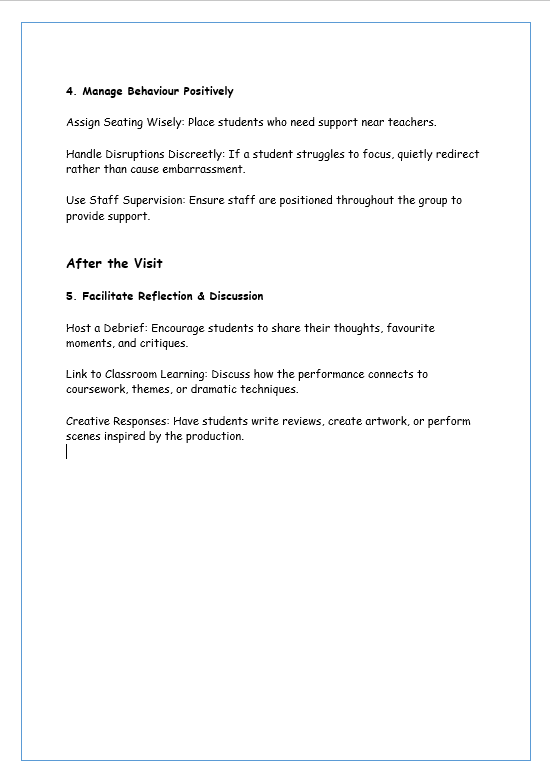 4. Manage Behaviour Positively
Assign Seating Wisely: Place students who need support near teachers.
Handle Disruptions Discreetly: If a student struggles to focus, quietly redirect
rather than cause embarrassment.
Use Staff Supervision: Ensure staff are positioned throughout the group to
provide support.
After the Visit
5. Facilitate Reflection & Discussion
Host a Debrief: Encourage students to share their thoughts, favourite
moments, and critiques.
Link to Classroom Learning: Discuss how the performance connects to
coursework, themes, or dramatic techniques.
Creative Responses: Have students write reviews, create artwork, or perform
scenes inspired by the production.